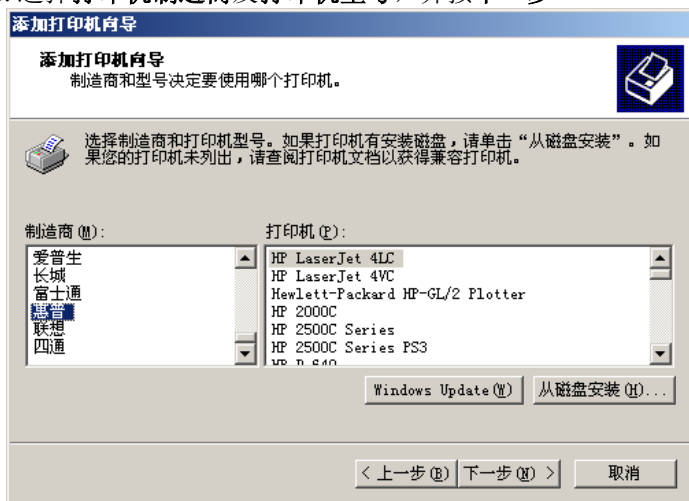 添加打印机向导
添加打印机向导
制造商和型号决定要使用哪个打印机。
选择制造商和打印机型号。如果打印机有安装磁盘,请单击“从磁盘安装”。如
果您的打印机未列出,请查阅打印机文档以获得兼容打印机。
制造商(M):
爱普生
长城
富士通
惠普
联想
四通
打印机(P):
HP LaserJet 4LC
HP LaserJet 4VC
Hewlett-Packard HP-GL/2 Plotter
HP 2000C
HP 2500C Series
HP 2500C Series PS3
Windows Update(W)
从磁盘安装(H)...
< 上一步(B)
下一步(N) >
取消